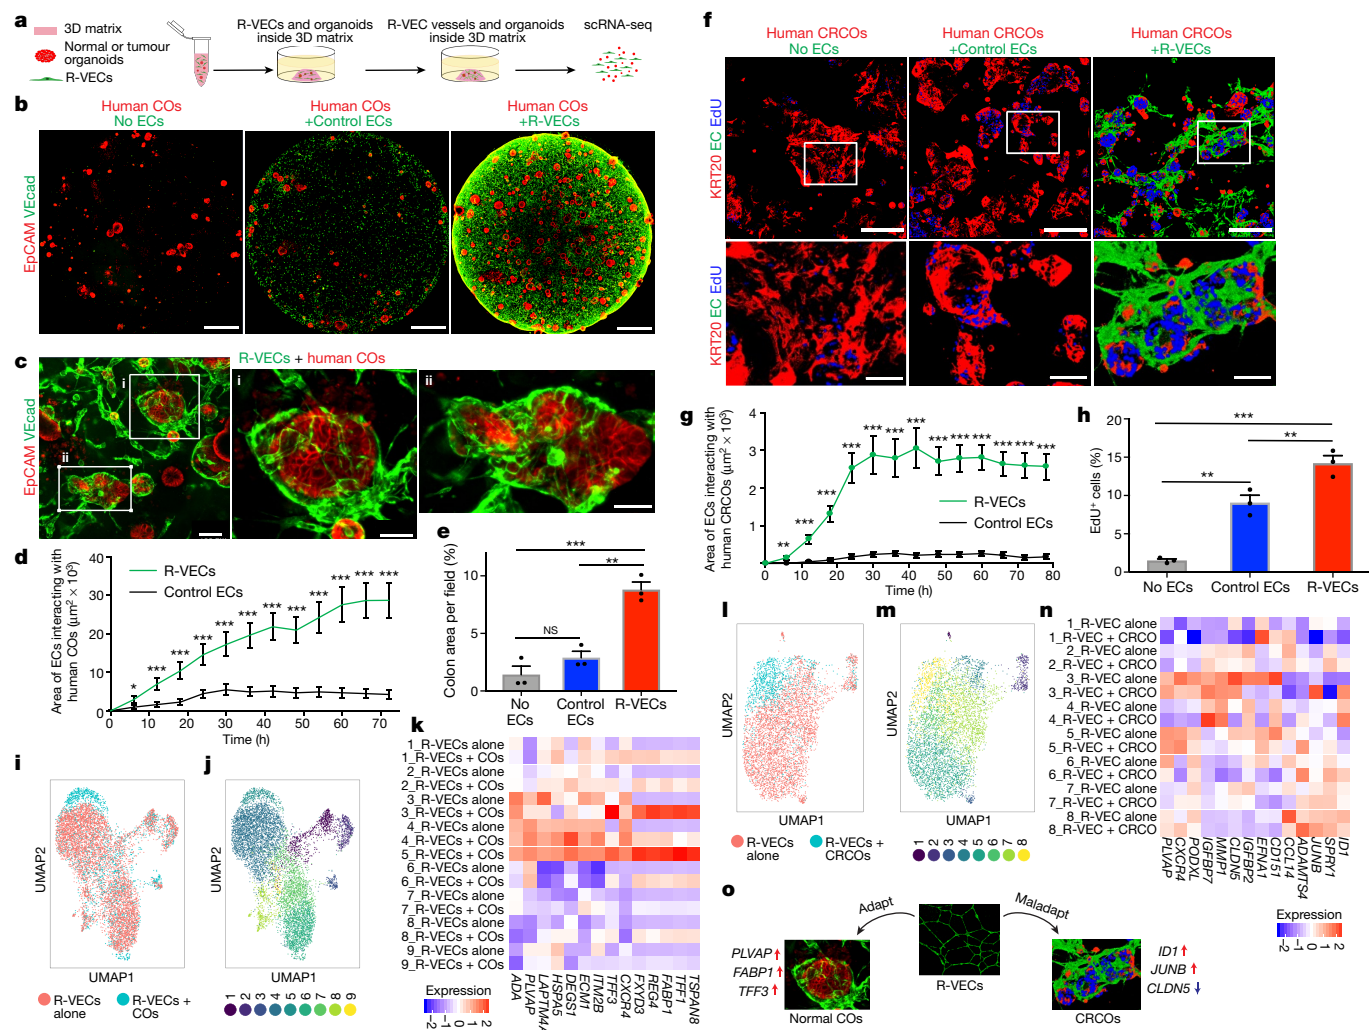 a
3D matrix
Normal or tumour
organoids
R-VECs
R-VECs and organoids
inside 3D matrix
R-VEC vessels and organoids
inside 3D matrix
scRNA-seq
b
Human COs
No ECs
Human COs
+Control ECs
Human COs
+R-VECs
EpCAM VEcad
c
R-VECs + human COs
EpCAM VEcad
i
ii
i
ii
d
Area of ECs interacting with
human COs (µm² × 10³)
40
30
20
10
0
R-VECs
Control ECs
*
***
***
***
***
***
***
***
***
***
***
***
0
10
20
30
40
50
60
70
Time (h)
e
Colon area per field (%)
10
5
0
***
**
NS
No
ECs
Control
ECs
R-VECs
f
Human CRCOs
No ECs
Human CRCOs
+Control ECs
Human CRCOs
+R-VECs
KRT20 EC EdU
KRT20 EC EdU
g
Area of ECs interacting with
human CRCOs (µm² × 10³)
4
3
2
1
0
**
***
***
***
***
***
***
***
***
***
***
***
***
R-VECs
Control ECs
0
10
20
30
40
50
60
70
80
Time (h)
h
EdU⁺ cells (%)
20
15
10
5
0
***
**
**
No ECs
Control ECs
R-VECs
i
UMAP2
UMAP1
R-VECs
alone
R-VECs +
COs
j
UMAP2
UMAP1
1 2 3 4 5 6 7 8 9
k
1_R-VECs alone
1_R-VECs + COs
2_R-VECs alone
2_R-VECs + COs
3_R-VECs alone
3_R-VECs + COs
4_R-VECs alone
4_R-VECs + COs
5_R-VECs + COs
6_R-VECs alone
6_R-VECs + COs
7_R-VECs alone
7_R-VECs + COs
8_R-VECs alone
8_R-VECs + COs
9_R-VECs alone
9_R-VECs + COs
ADA
PLVAP
LAPTM4A
HSPA5
DEGS1
ECM1
ITM2B
TFF3
CXCR4
FXYD3
REG4
FABP1
TFF1
TSPAN8
Expression
−2
−1
0
1
2
l
UMAP2
UMAP1
R-VECs
alone
R-VECs +
CRCOs
m
UMAP2
UMAP1
1 2 3 4 5 6 7 8
n
1_R-VEC alone
1_R-VEC + CRCO
2_R-VEC alone
2_R-VEC + CRCO
3_R-VEC alone
3_R-VEC + CRCO
4_R-VEC alone
4_R-VEC + CRCO
5_R-VEC alone
5_R-VEC + CRCO
6_R-VEC alone
6_R-VEC + CRCO
7_R-VEC alone
7_R-VEC + CRCO
8_R-VEC alone
8_R-VEC + CRCO
PLVAP
CXCR4
PODXL
IGFBP7
MMP1
CLDN5
IGFBP2
EFNA1
CD151
CCL14
ADAMTS4
JUNB
SPRY1
ID1
Expression
−2
−1
0
1
2
o
Adapt
Maladapt
PLVAP ↑
FABP1 ↑
TFF3 ↑
Normal COs
R-VECs
CRCOs
ID1 ↑
JUNB ↑
CLDN5 ↓